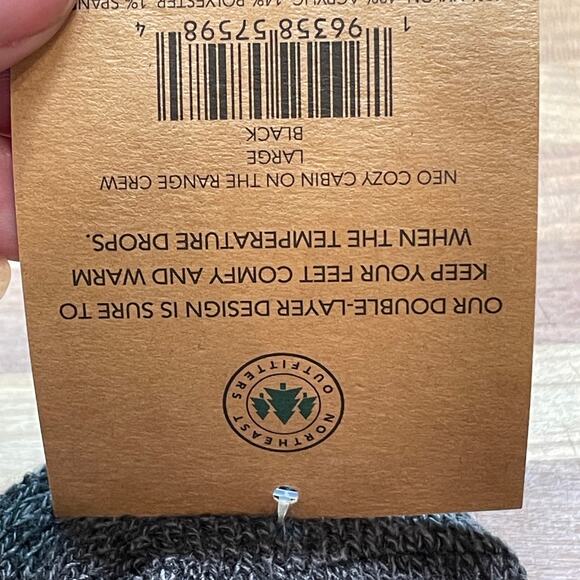 NORTHEAST
OUTFITTERS
OUR DOUBLE-LAYER DESIGN IS SURE TO
KEEP YOUR FEET COMFY AND WARM
WHEN THE TEMPERATURE DROPS.
NEO COZY CABIN ON THE RANGE CREW
LARGE
BLACK
1 96358 57598 4
ACRYLIC, 14% POLYESTER, 1% SPAN